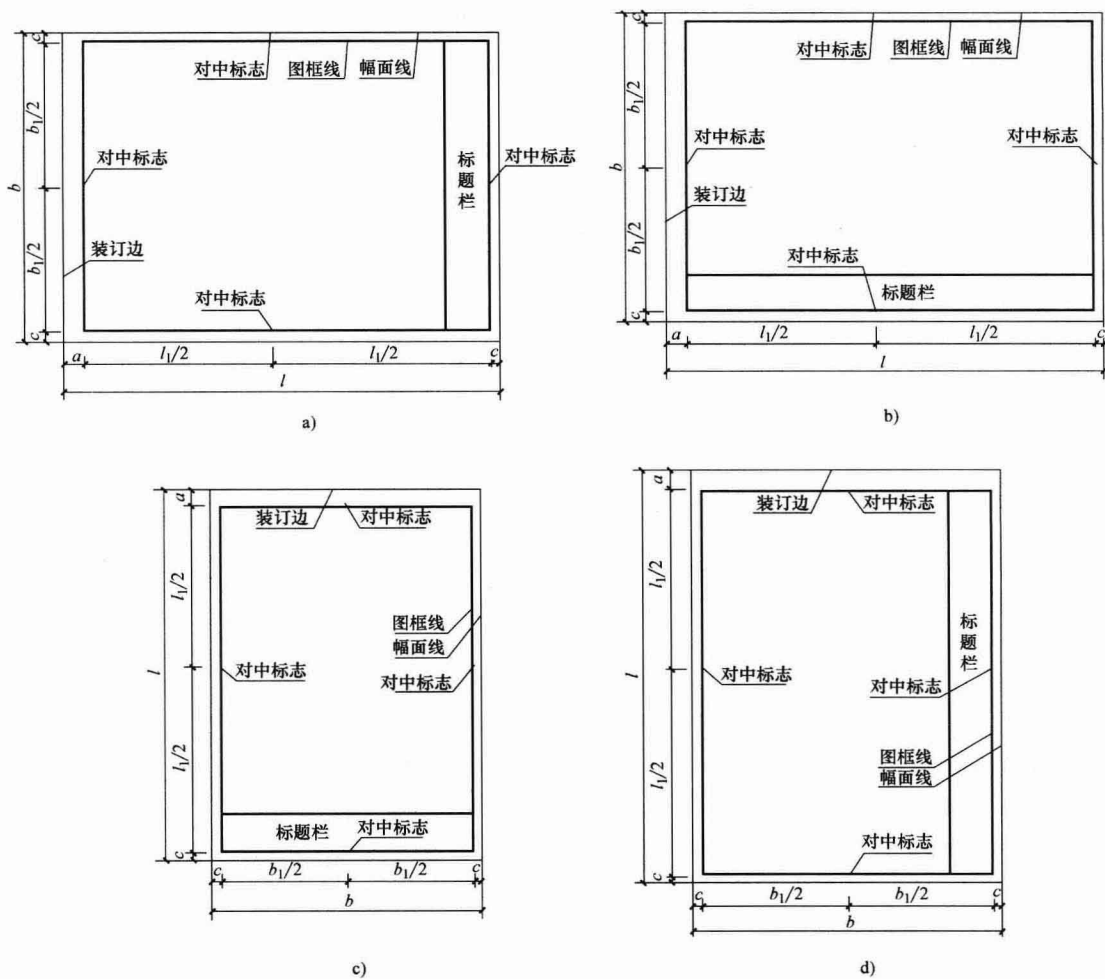 c
对中标志 图框线 幅面线
b₁/2
对中标志
标题栏
对中标志
b
装订边
b₁/2
对中标志
c
a l₁/2 l₁/2 c
l
a)
c
对中标志 图框线 幅面线
b₁/2
对中标志
对中标志
b
装订边
b₁/2
对中标志
标题栏
c
a l₁/2 l₁/2 c
l
b)
a
装订边 对中标志
l₁/2
图框线
幅面线
l
对中标志
对中标志
l₁/2
标题栏 对中标志
c
c b₁/2 b₁/2 c
b
c)
a
装订边 对中标志
l₁/2
标题栏
l
对中标志
对中标志
图框线
幅面线
l₁/2
对中标志
c
c b₁/2 b₁/2 c
b
d)